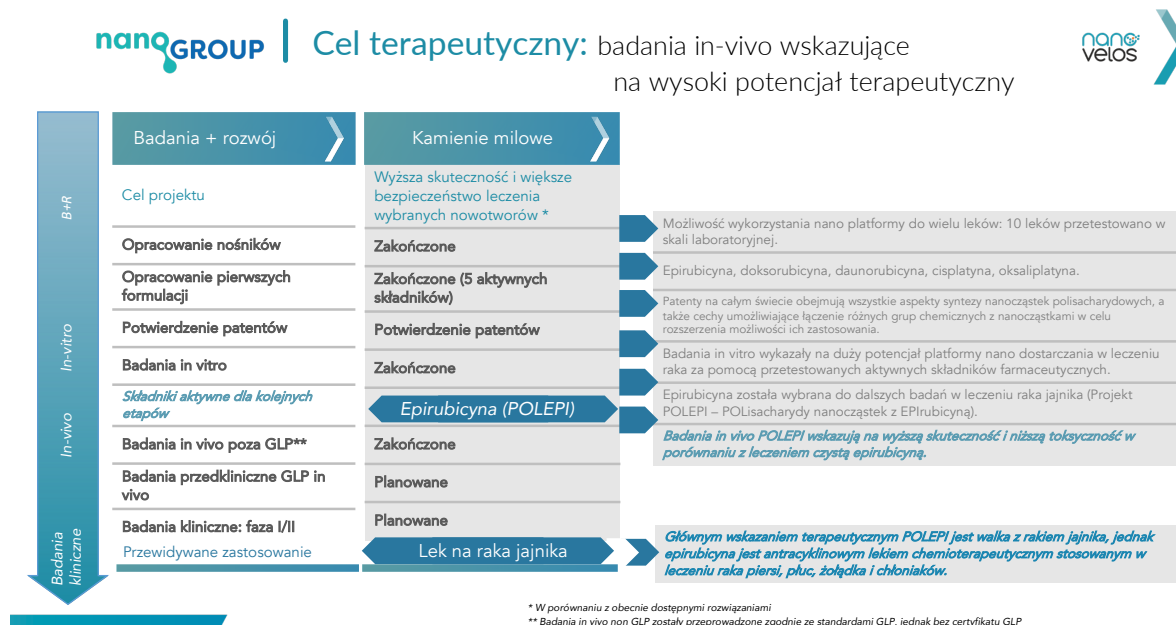 nanoGROUP
Cel terapeutyczny: badania in-vivo wskazujące
na wysoki potencjał terapeutyczny
nano
velos
Badania + rozwój
Kamienie milowe
B+R
Cel projektu
Wyższa skuteczność i większe
bezpieczeństwo leczenia
wybranych nowotworów *
Opracowanie nośników
Zakończone
Możliwość wykorzystania nano platformy do wielu leków: 10 leków przetestowano w
skali laboratoryjnej.
Opracowanie pierwszych
formulacji
Zakończone (5 aktywnych
składników)
Epirubicyna, doksorubicyna, daunorubicyna, cisplatyna, oksaliplatyna.
In-vitro
Potwierdzenie patentów
Potwierdzenie patentów
Patenty na całym świecie obejmują wszystkie aspekty syntezy nanocząstek polisacharydowych, a
także cechy umożliwiające łączenie różnych grup chemicznych z nanocząstkami w celu
rozszerzenia możliwości ich zastosowania.
Badania in vitro
Zakończone
Badania in vitro wykazały na duży potencjał platformy nano dostarczania w leczeniu
raka za pomocą przetestowanych aktywnych składników farmaceutycznych.
In-vivo
Składniki aktywne dla kolejnych
etapów
Epirubicyna (POLEPI)
Epirubicyna została wybrana do dalszych badań w leczeniu raka jajnika (Projekt
POLEPI – POLisacharydy nanocząstek z EPIrubicyną).
Badania in vivo poza GLP**
Zakończone
Badania in vivo POLEPI wskazują na wyższą skuteczność i niższą toksyczność w
porównaniu z leczeniem czystą epirubicyną.
Badania przedkliniczne GLP in
vivo
Planowane
Badania
kliniczne
Badania kliniczne: faza I/II
Planowane
Przewidywane zastosowanie
Lek na raka jajnika
Głównym wskazaniem terapeutycznym POLEPI jest walka z rakiem jajnika, jednak
epirubicyna jest antracyklinowym lekiem chemioterapeutycznym stosowanym w
leczeniu raka piersi, płuc, żołądka i chłoniaków.
* W porównaniu z obecnie dostępnymi rozwiązaniami
** Badania in vivo non GLP zostały przeprowadzone zgodnie ze standardami GLP, jednak bez certyfikatu GLP